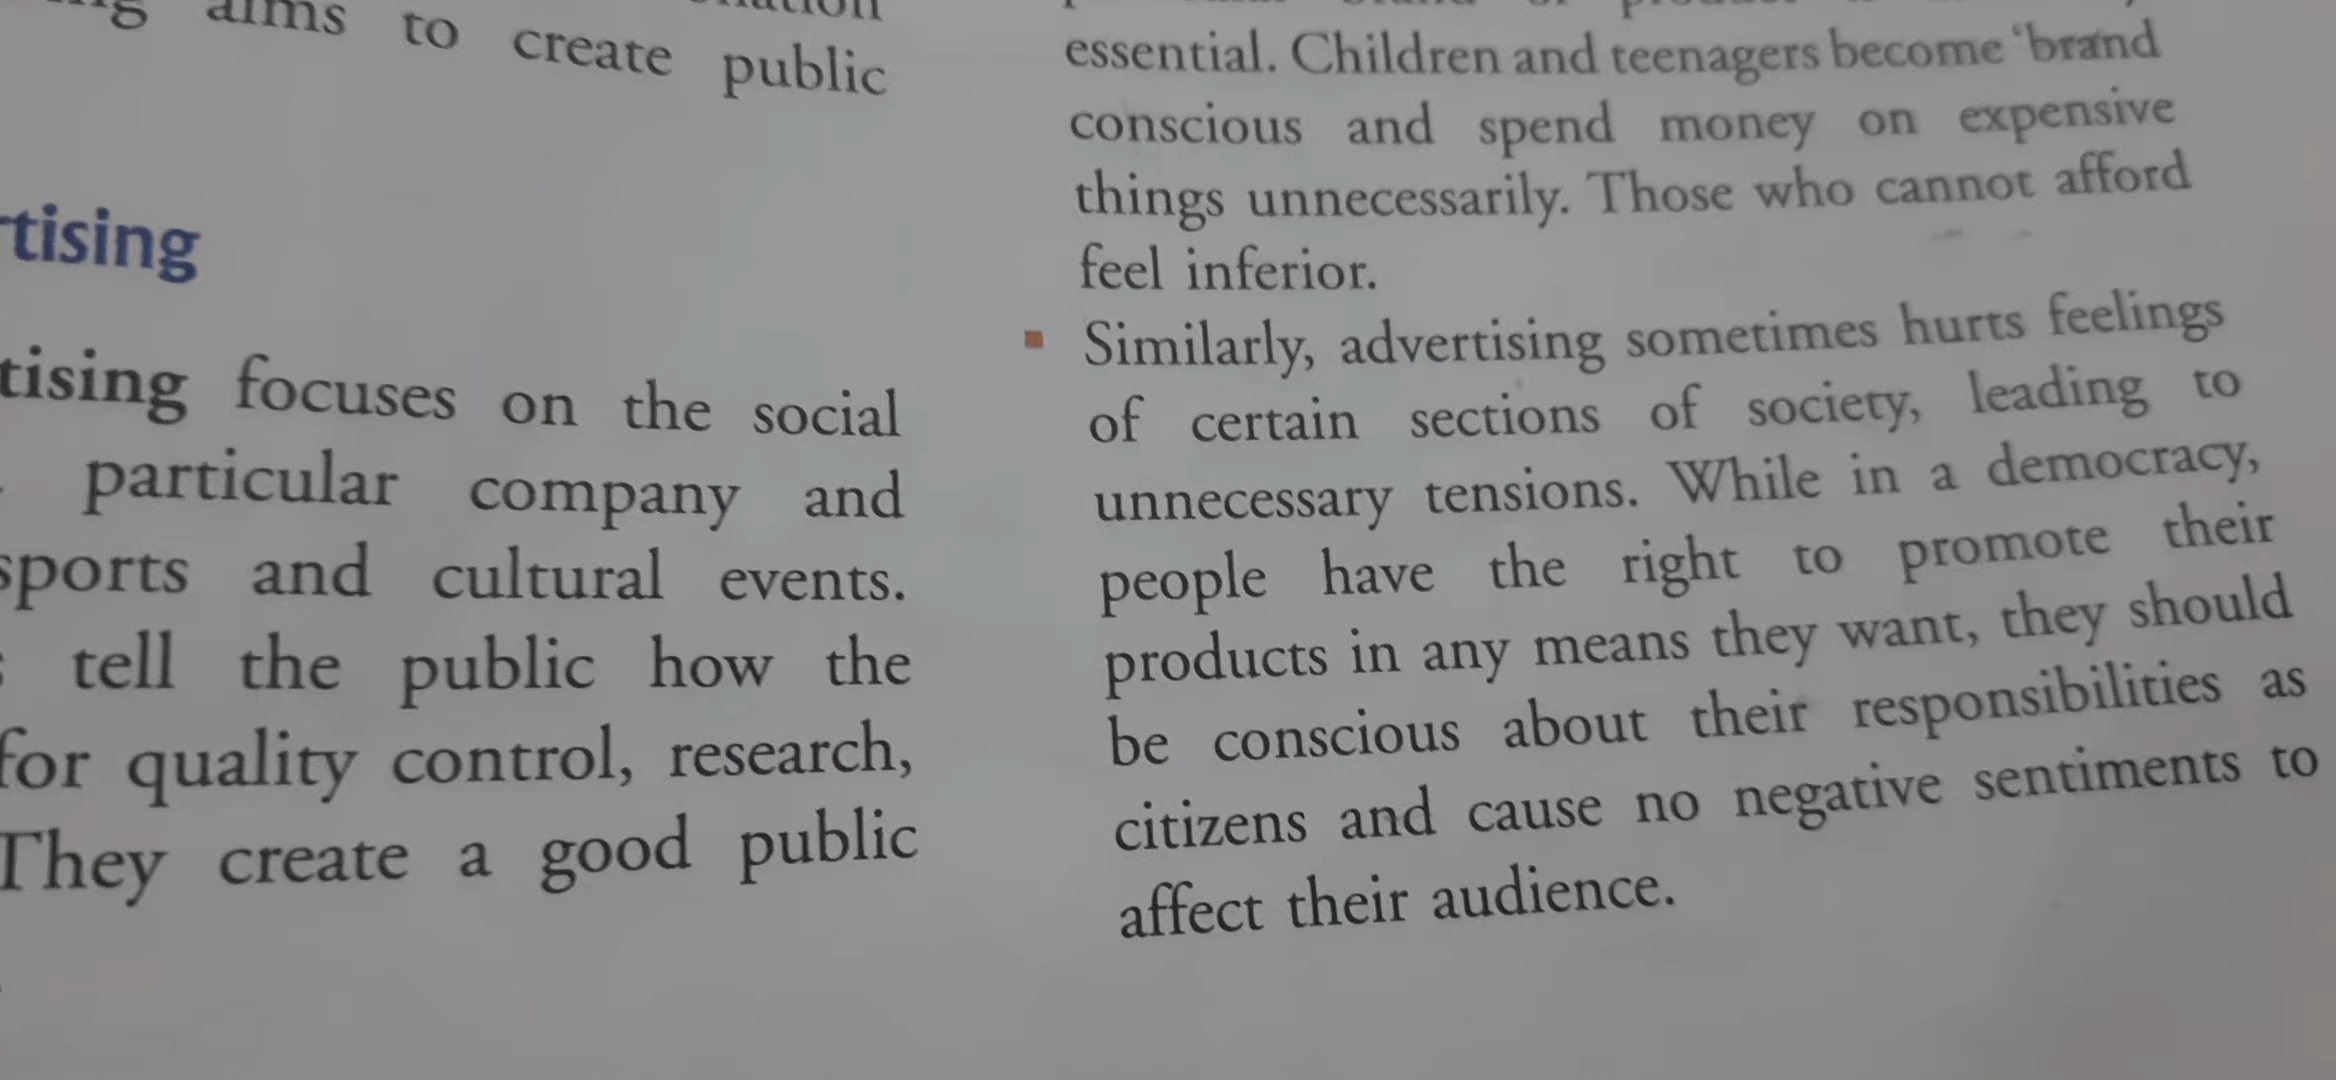 aims to create public
tising
tising focuses on the social
particular company and
sports and cultural events.
tell the public how the
for quality control, research,
They create a good public
essential. Children and teenagers become ‘brand
conscious and spend money on expensive
things unnecessarily. Those who cannot afford
feel inferior.
▪ Similarly, advertising sometimes hurts feelings
of certain sections of society, leading to
unnecessary tensions. While in a democracy,
people have the right to promote their
products in any means they want, they should
be conscious about their responsibilities as
citizens and cause no negative sentiments to
affect their audience.